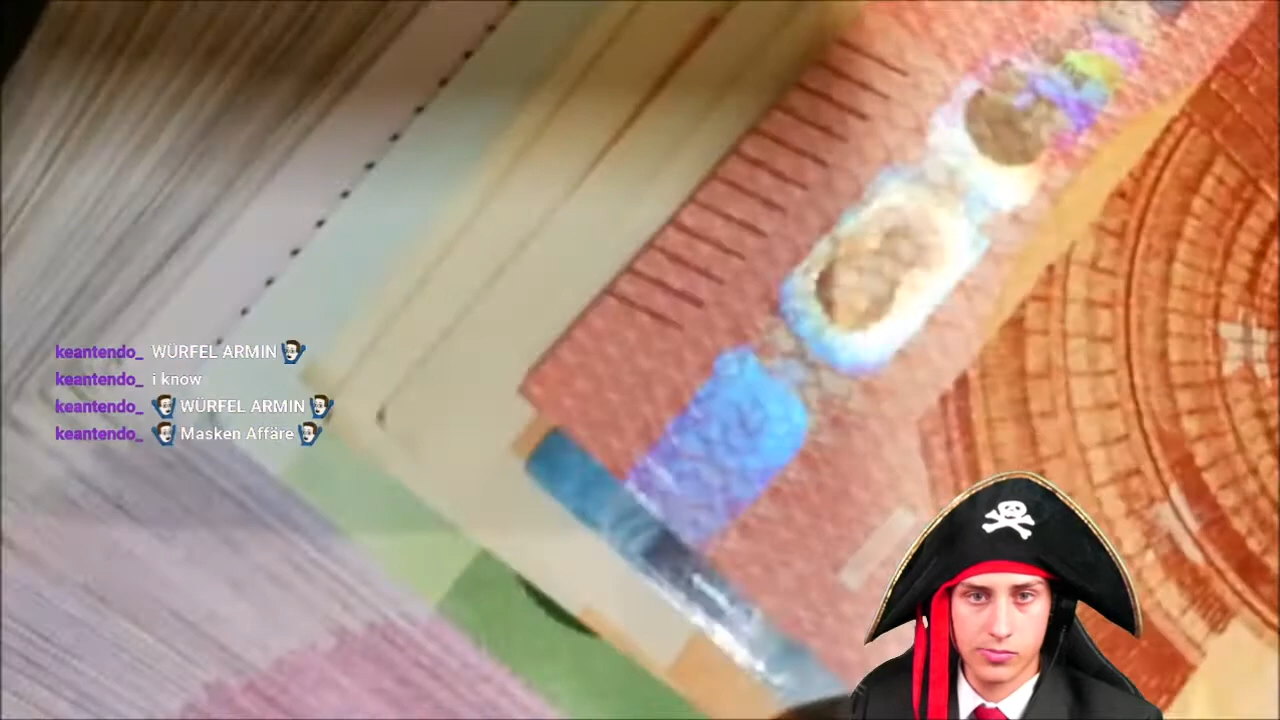 keantendo_ WÜRFEL ARMIN
keantendo_ i know
keantendo_ WÜRFEL ARMIN
keantendo_ Masken Affäre